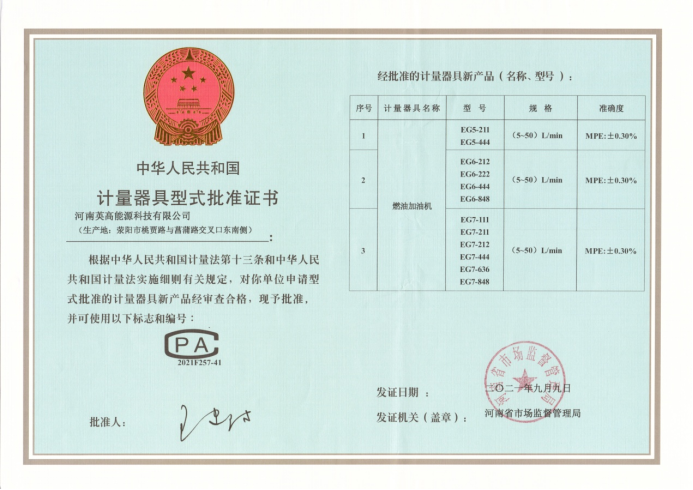 中华人民共和国
计量器具型式批准证书
河南英高能源科技有限公司
（生产地：荥阳市桃贾路与菖蒲路交叉口东南侧）：
根据中华人民共和国计量法第十三条和中华人民
共和国计量法实施细则有关规定，对你单位申请型
式批准的计量器具新产品经审查合格，现予批准，
并可使用以下标志和编号：
CPA
2021F257-41
批准人：
经批准的计量器具新产品（名称、型号）：
序号 计量器具名称 型 号 规 格 准确度
1 EG5-211 （5~50）L/min MPE:±0.30%
EG5-444
燃油加油机
2 EG6-212 （5~50）L/min MPE:±0.30%
EG6-222
EG6-444
EG6-848
3 EG7-111 （5~50）L/min MPE:±0.30%
EG7-211
EG7-212
EG7-444
EG7-636
EG7-848
河南省市场监督管理局
发证日期： 二〇二一年九月九日
发证机关（盖章）： 河南省市场监督管理局